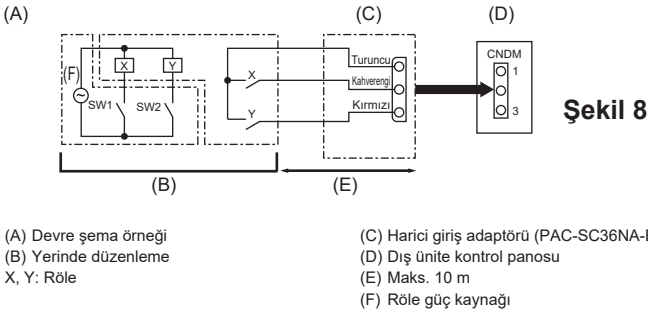 (A) (C) (D)
CNDM
(F) X Y X Turuncu 1
Kahverengi
SW1 SW2 Y Kırmızı 3
Şekil 8
(B) (E)
(A) Devre şema örneği
(B) Yerinde düzenleme
X, Y: Röle
(C) Harici giriş adaptörü (PAC-SC36NA-
(D) Dış ünite kontrol panosu
(E) Maks. 10 m
(F) Röle güç kaynağı